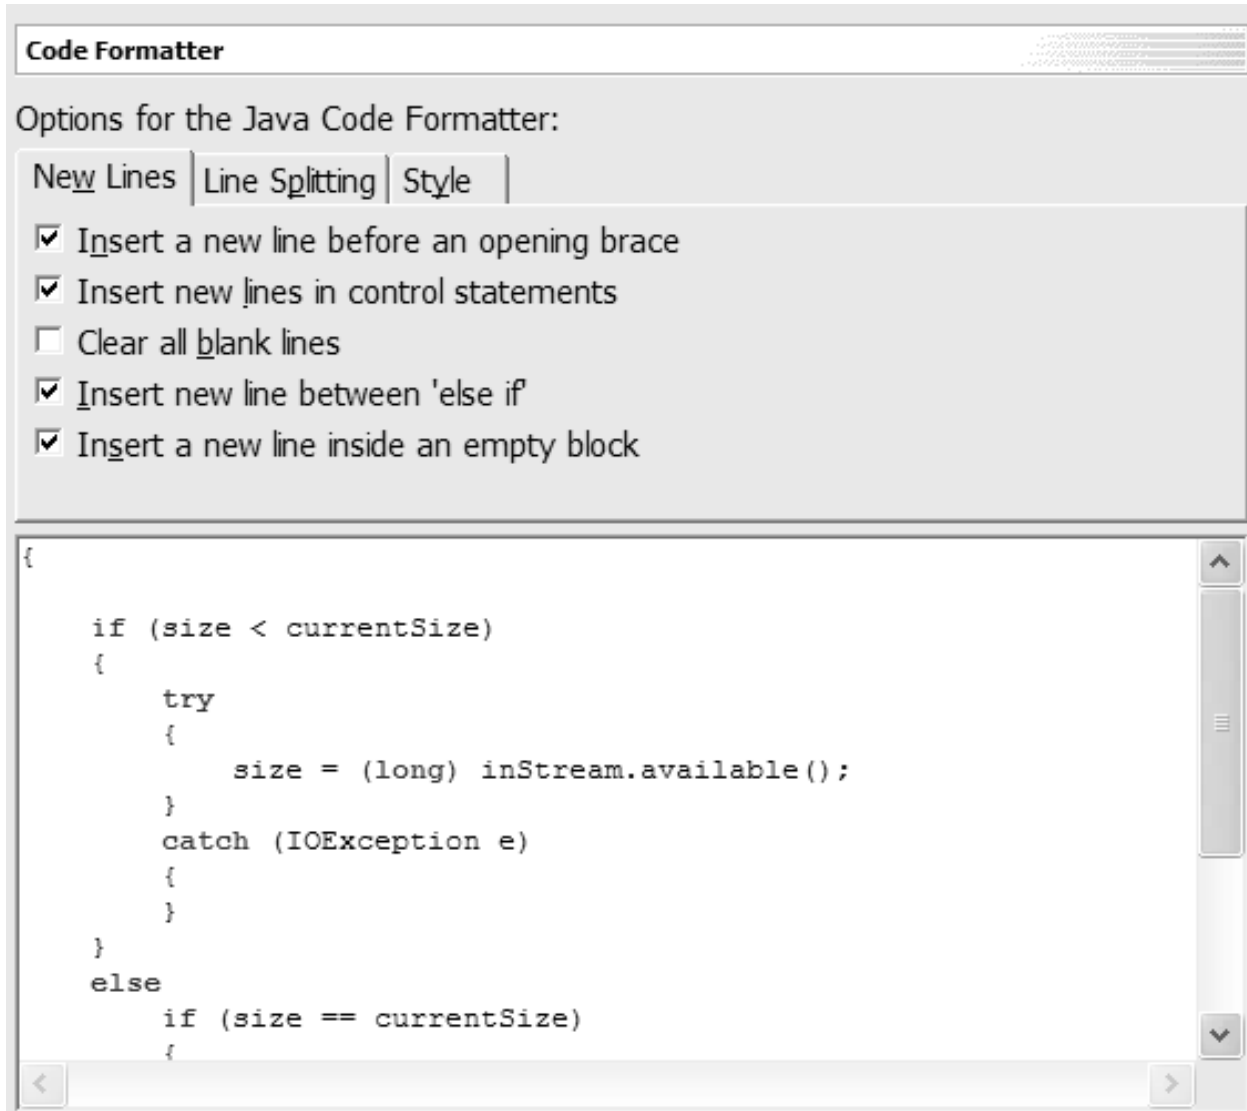 Code Formatter
Options for the Java Code Formatter:
New Lines Line Splitting Style
Insert a new line before an opening brace
Insert new lines in control statements
Clear all blank lines
Insert new line between 'else if'
Insert a new line inside an empty block
{
if (size < currentSize)
{
try
{
size = (long) inStream.available();
}
catch (IOException e)
{
}
}
else
if (size == currentSize)
{